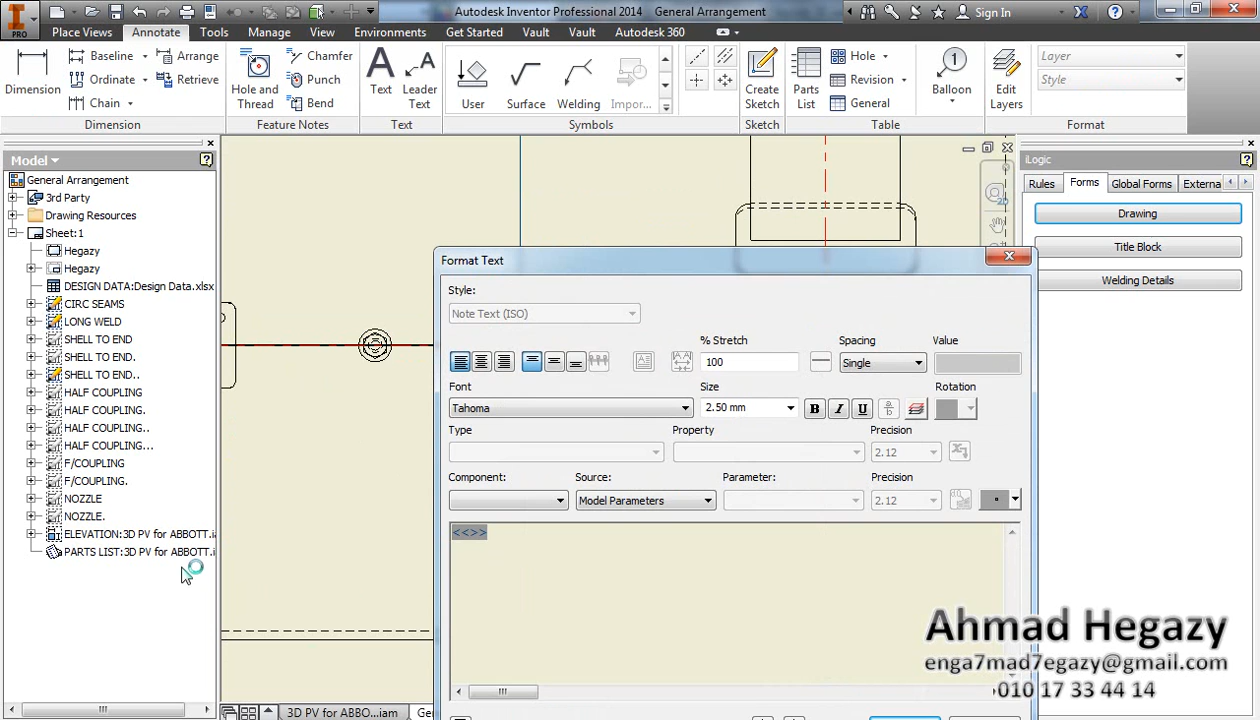 Autodesk Inventor Professional 2014 General Arrangement
Sign In
PRO
Place Views Annotate Tools Manage View Environments Get Started Vault Vault Autodesk 360
Dimension
Baseline
Ordinate
Chain
Arrange
Retrieve
Dimension
Hole and Thread
Chamfer
Punch
Bend
Feature Notes
Text
Leader Text
Text
User
Surface
Welding
Impor...
Symbols
Create Sketch
Sketch
Parts List
Hole
Revision
General
Table
Balloon
Edit Layers
Layer
Style
Format
Model
General Arrangement
3rd Party
Drawing Resources
Sheet:1
Hegazy
Hegazy
DESIGN DATA:Design Data.xlsx
CIRC SEAMS
LONG WELD
SHELL TO END
SHELL TO END.
SHELL TO END..
HALF COUPLING
HALF COUPLING.
HALF COUPLING..
HALF COUPLING...
F/COUPLING
F/COUPLING.
NOZZLE
NOZZLE.
ELEVATION:3D PV for ABBOTT.i
PARTS LIST:3D PV for ABBOTT.i
Format Text
Style:
Note Text (ISO)
% Stretch
100
Spacing
Single
Value
Font
Tahoma
Size
2.50 mm
B I U
Rotation
Type
Property
Precision
2.12
Component:
Source:
Model Parameters
Parameter:
Precision
2.12
<<>>
iLogic
Rules Forms Global Forms Externa
Drawing
Title Block
Welding Details
Ahmad Hegazy
enga7mad7egazy@gmail.com
010 17 33 44 14
3D PV for ABBO...iam